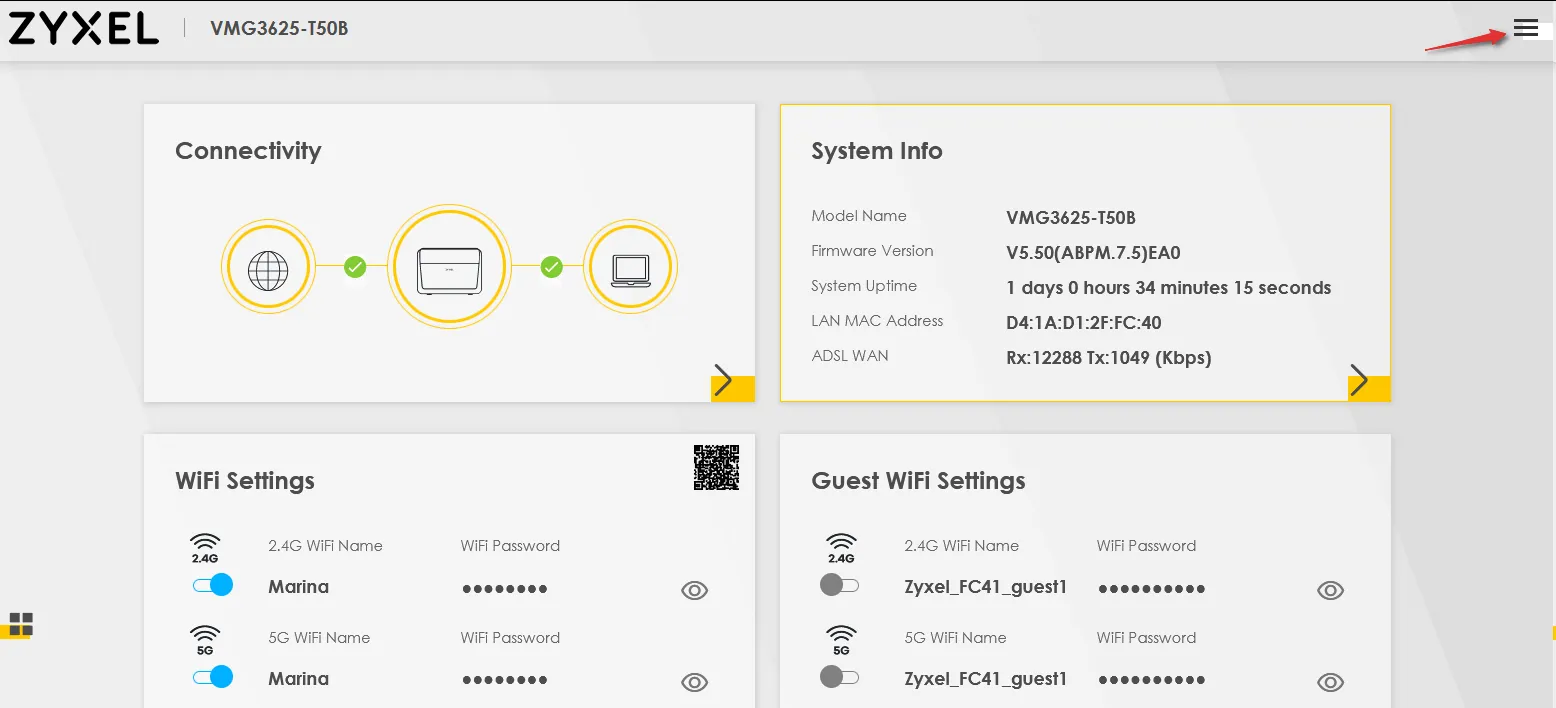 ZYXEL VMG3625-T50B
Connectivity
System Info
Model Name VMG3625-T50B
Firmware Version V5.50(ABPM.7.5)EA0
System Uptime 1 days 0 hours 34 minutes 15 seconds
LAN MAC Address D4:1A:D1:2F:FC:40
ADSL WAN Rx:12288 Tx:1049 (Kbps)
WiFi Settings
2.4G 2.4G WiFi Name WiFi Password
Marina ••••••••
5G 5G WiFi Name WiFi Password
Marina ••••••••
Guest WiFi Settings
2.4G 2.4G WiFi Name WiFi Password
Zyxel_FC41_guest1 ••••••••••
5G 5G WiFi Name WiFi Password
Zyxel_FC41_guest1 ••••••••••